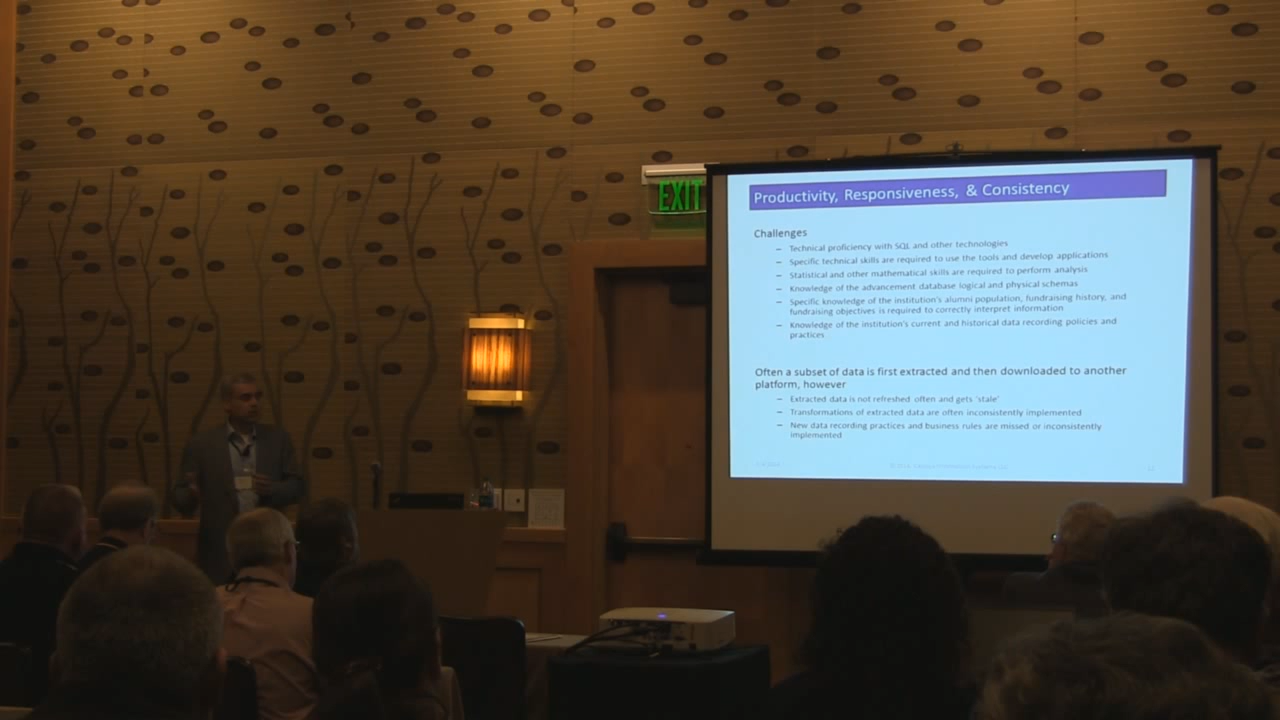 EXIT
Productivity, Responsiveness, & Consistency
Challenges
– Technical proficiency with SQL and other technologies
– Specific technical skills are required to use the tools and develop applications
– Statistical and other mathematical skills are required to perform analysis
– Knowledge of the advancement database logical and physical schemas
– Specific knowledge of the institution's alumni population, fundraising history, and
fundraising objectives is required to correctly interpret information
– Knowledge of the institution's current and historical data recording policies and
practices
Often a subset of data is first extracted and then downloaded to another
platform, however
– Extracted data is not refreshed often and gets 'stale'
– Transformations of extracted data are often inconsistently implemented
– New data recording practices and business rules are missed or inconsistently
implemented